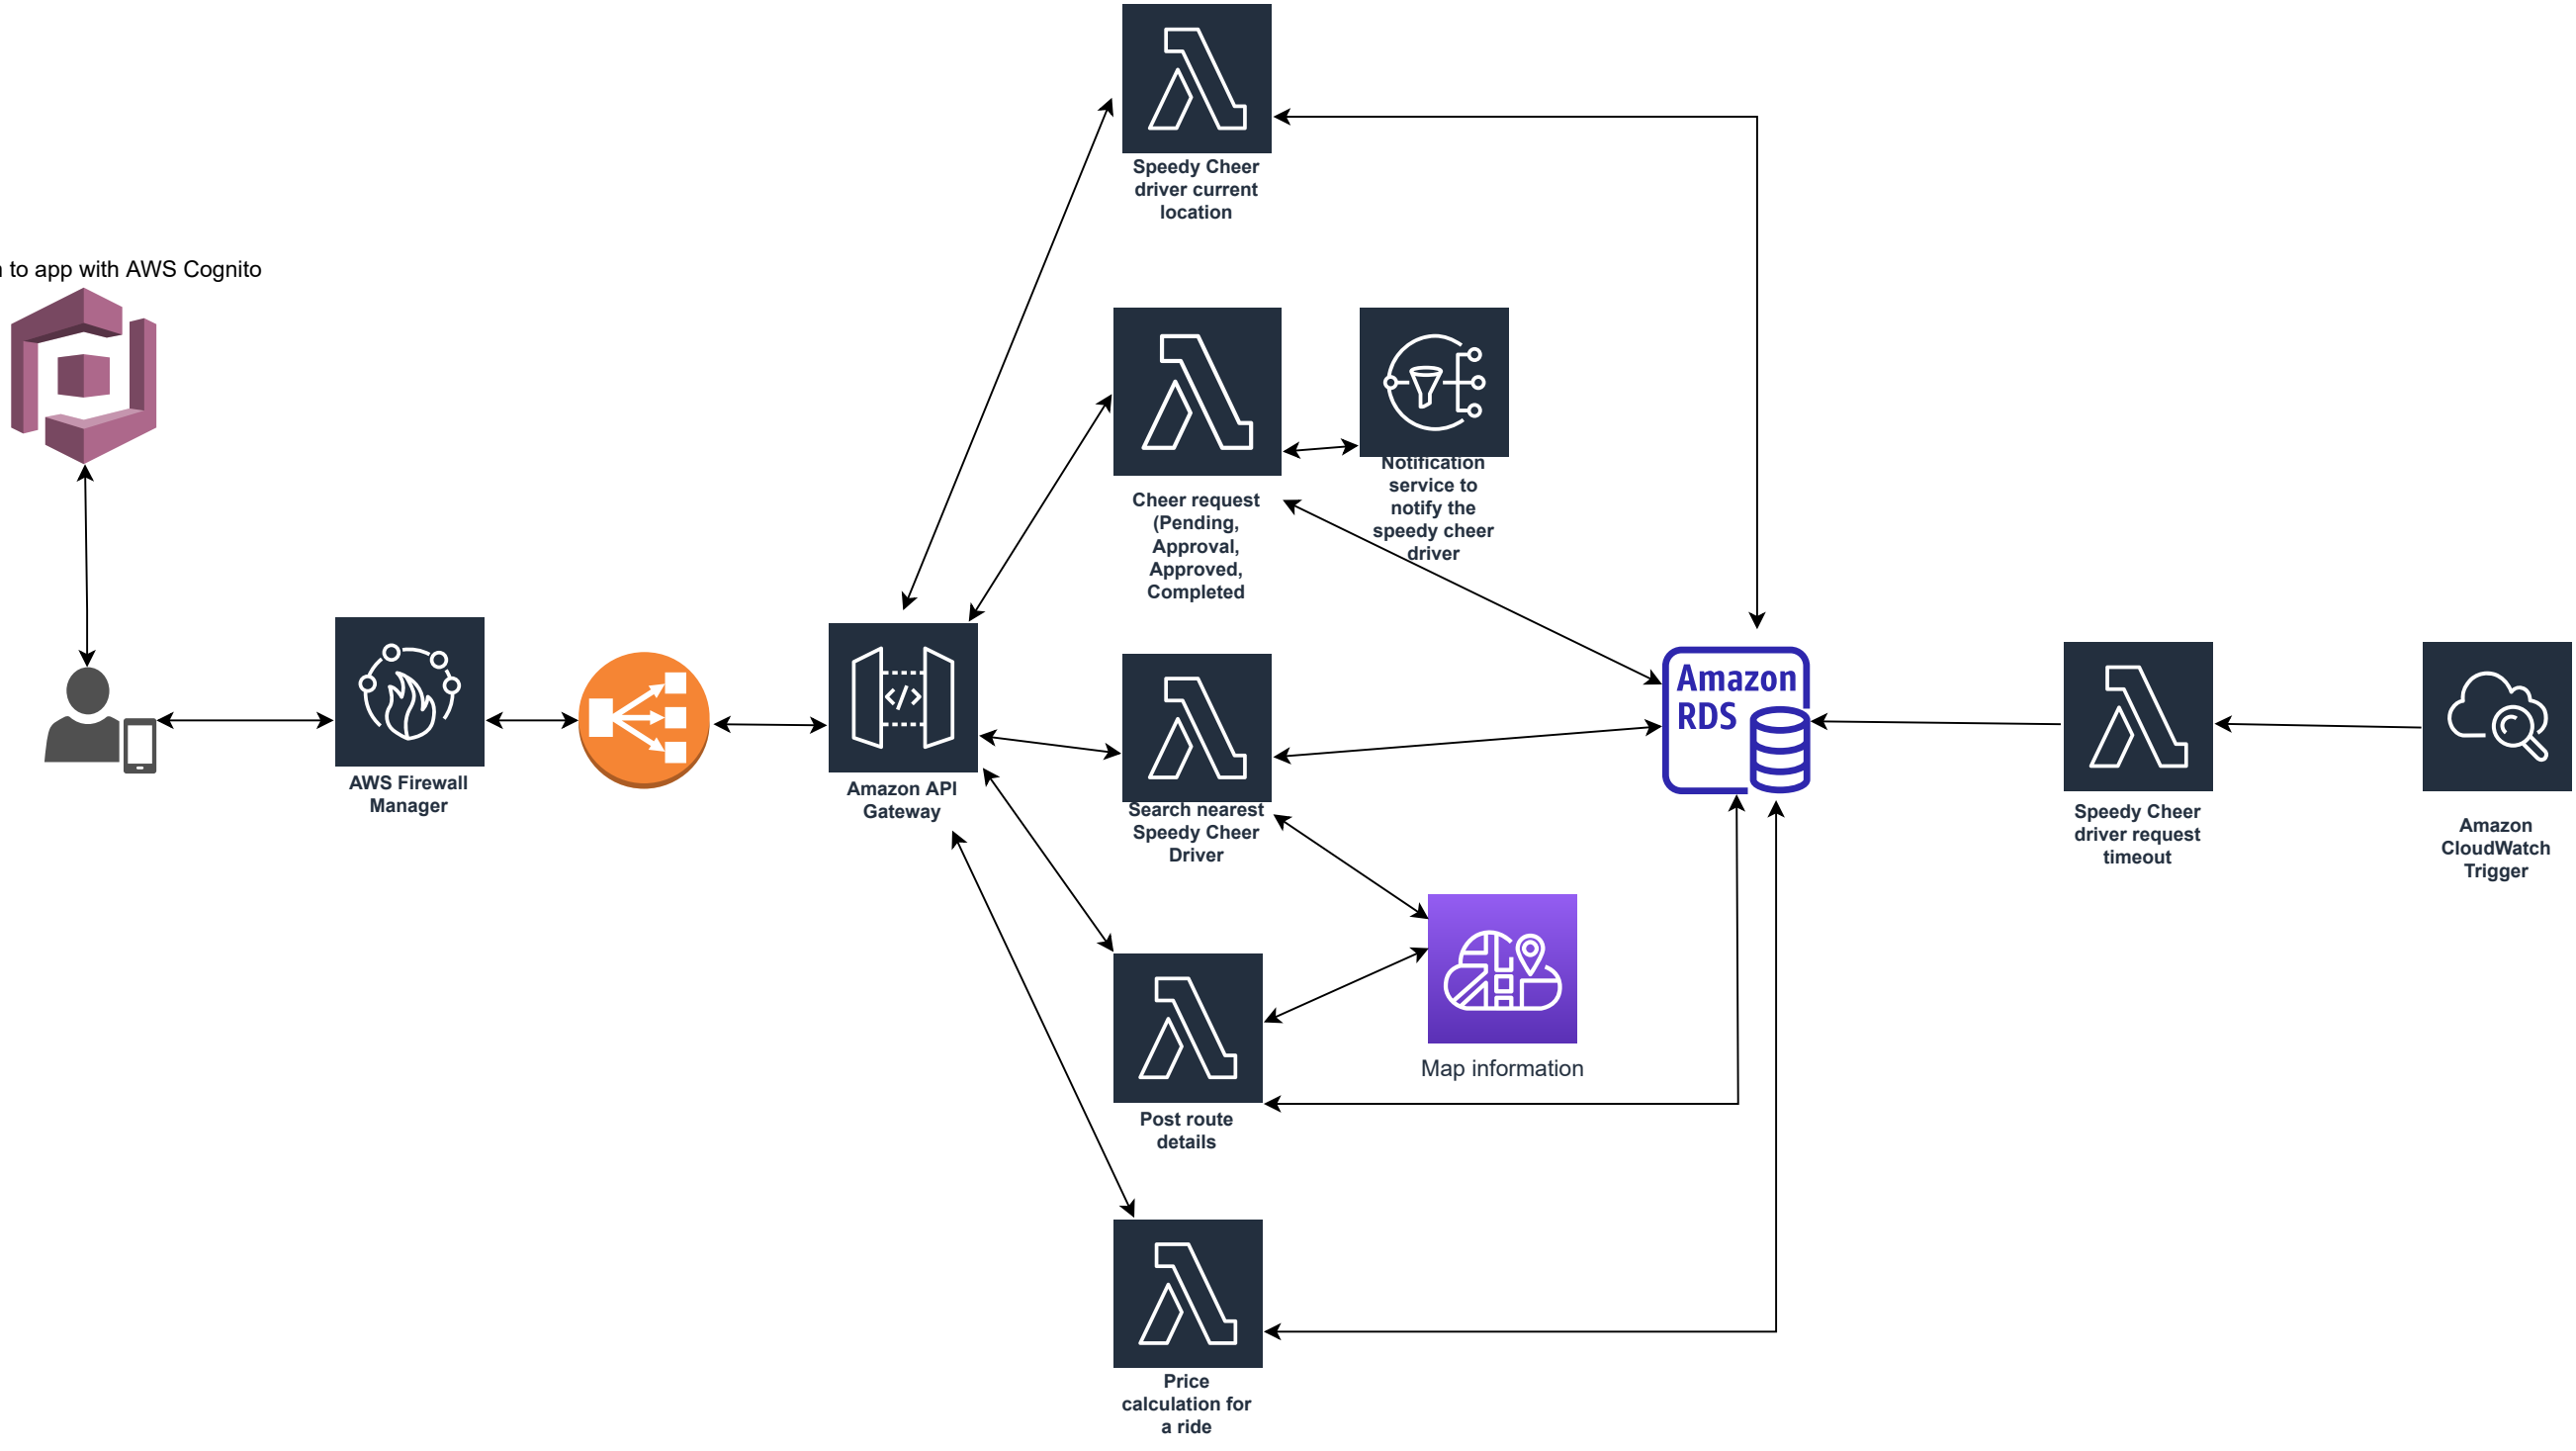 Speedy Cheer
driver current
location
to app with AWS Cognito
Notification
service to
notify the
speedy cheer
driver
Cheer request
(Pending,
Approval,
Approved,
Completed
Amazon
RDS
</>
AWS Firewall
Manager
Amazon API
Gateway
Search nearest
Speedy Cheer
Driver
Speedy Cheer
driver request
timeout
Amazon
CloudWatch
Trigger
Map information
Post route
details
Price
calculation for
a ride